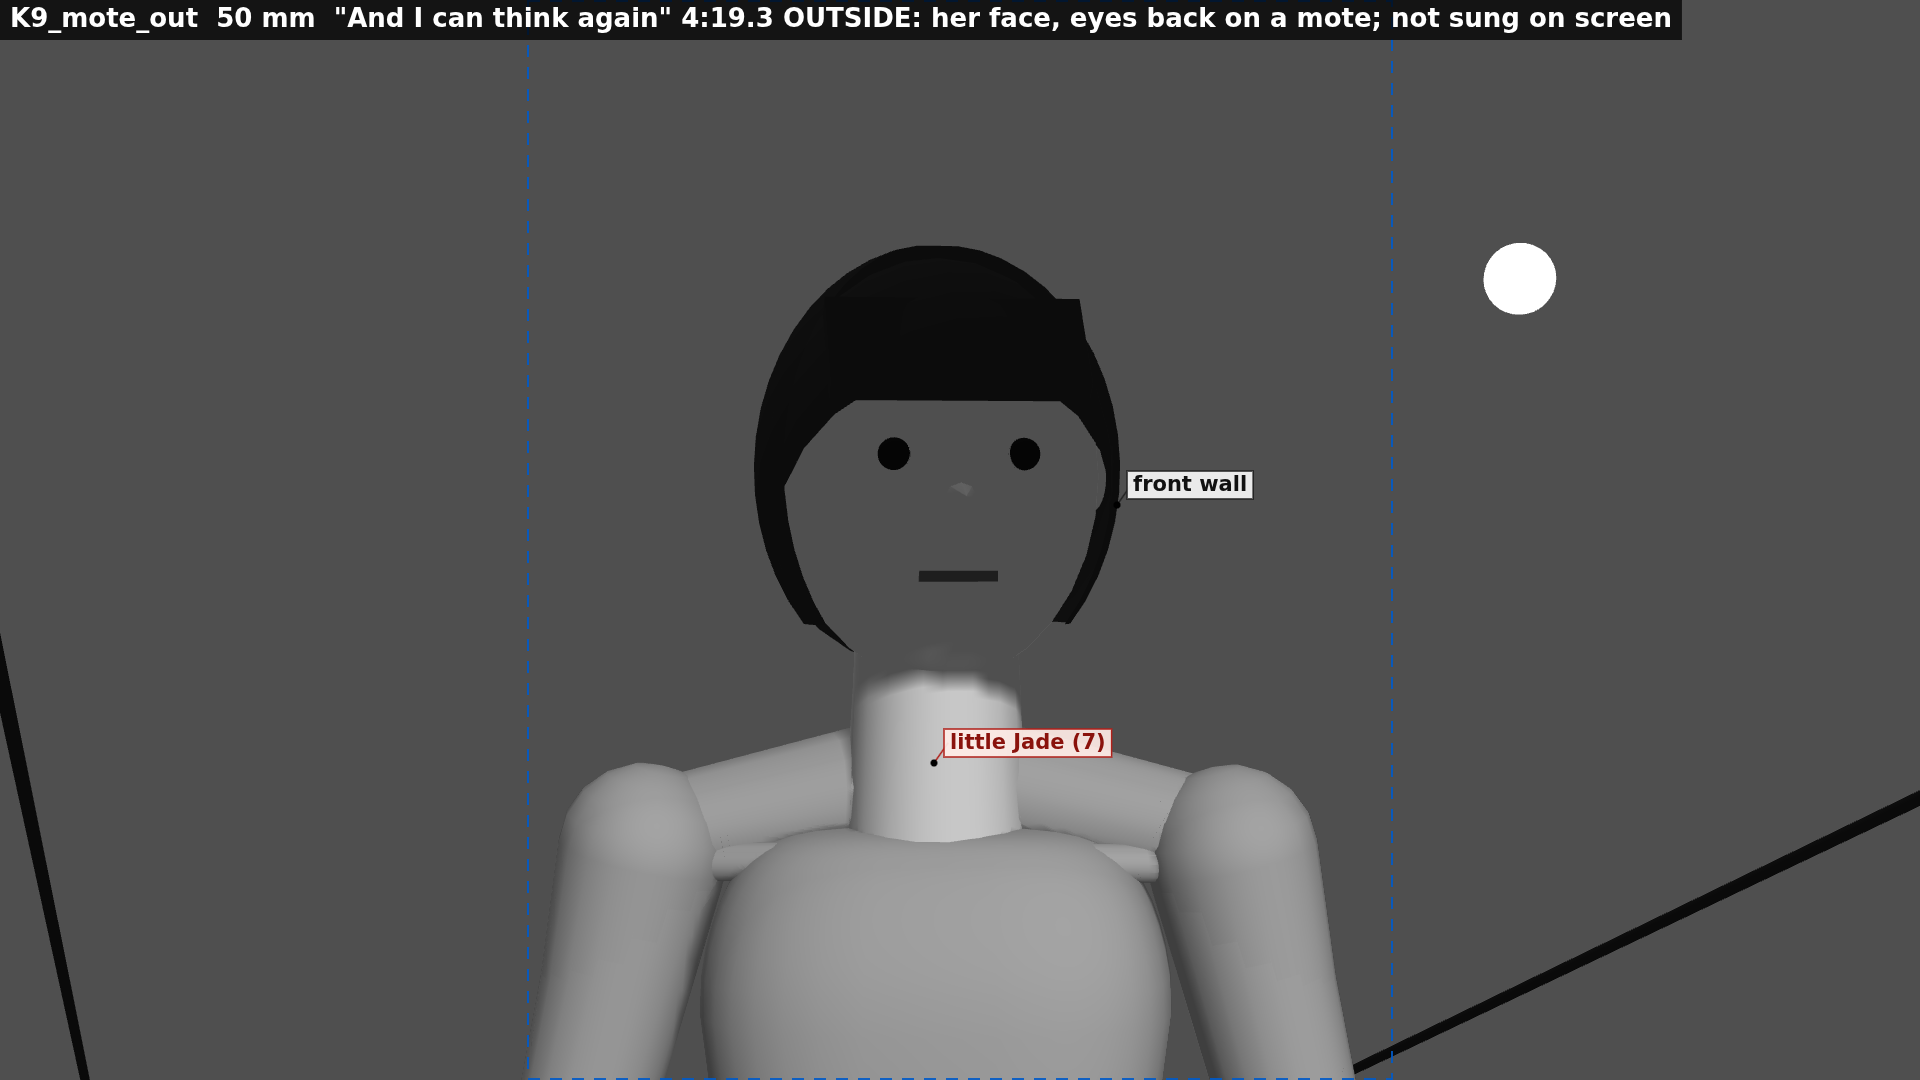 K9_mote_out 50 mm "And I can think again" 4:19.3 OUTSIDE: her face, eyes back on a mote; not sung on screen
front wall
little Jade (7)